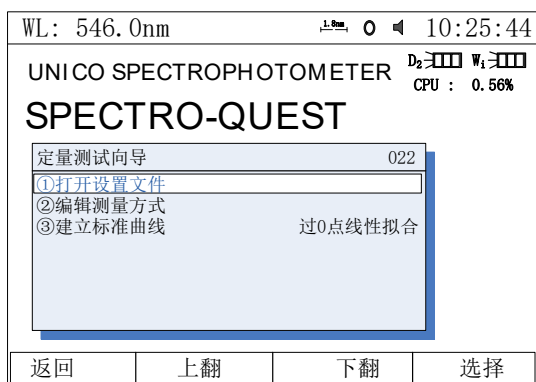 WL: 546.0nm 1.8nm 10:25:44
UNICO SPECTROPHOTOMETER D₂ Wᵢ
CPU : 0.56%
SPECTRO-QUEST
定量测试向导 022
①打开设置文件
②编辑测量方式
③建立标准曲线 过0点线性拟合
返回 上翻 下翻 选择